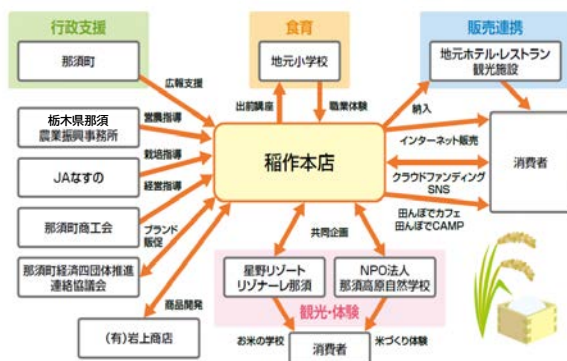 行政支援
那須町
広報支援
栃木県那須
農業振興事務所
営農指導
JAなすの
栽培指導
経営指導
那須町商工会
ブランド
販促
那須町経済四団体推進
連絡協議会
商品開発
(有)岩上商店
食育
地元小学校
出前講座
職業体験
稲作本店
共同企画
星野リゾート
リゾナーレ那須
NPO法人
那須高原自然学校
観光・体験
お米の学校
米づくり体験
消費者
販売連携
地元ホテル・レストラン
観光施設
納入
インターネット販売
クラウドファンディング
SNS
田んぼでカフェ
田んぼでCAMP
消費者